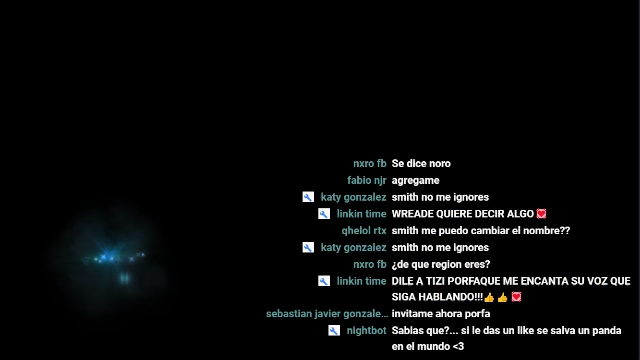 nxro fb Se dice noro
fabio njr agregame
katy gonzalez smith no me ignores
linkin time WREADE QUIERE DECIR ALGO 💟
qhelol rtx smith me puedo cambiar el nombre??
katy gonzalez smith no me ignores
nxro fb ¿de que region eres?
linkin time DILE A TIZI PORFAQUE ME ENCANTA SU VOZ QUE
SIGA HABLANDO!!!👍👍💟
sebastian javier gonzale... invitame ahora porfa
nightbot Sabias que?... si le das un like se salva un panda
en el mundo <3